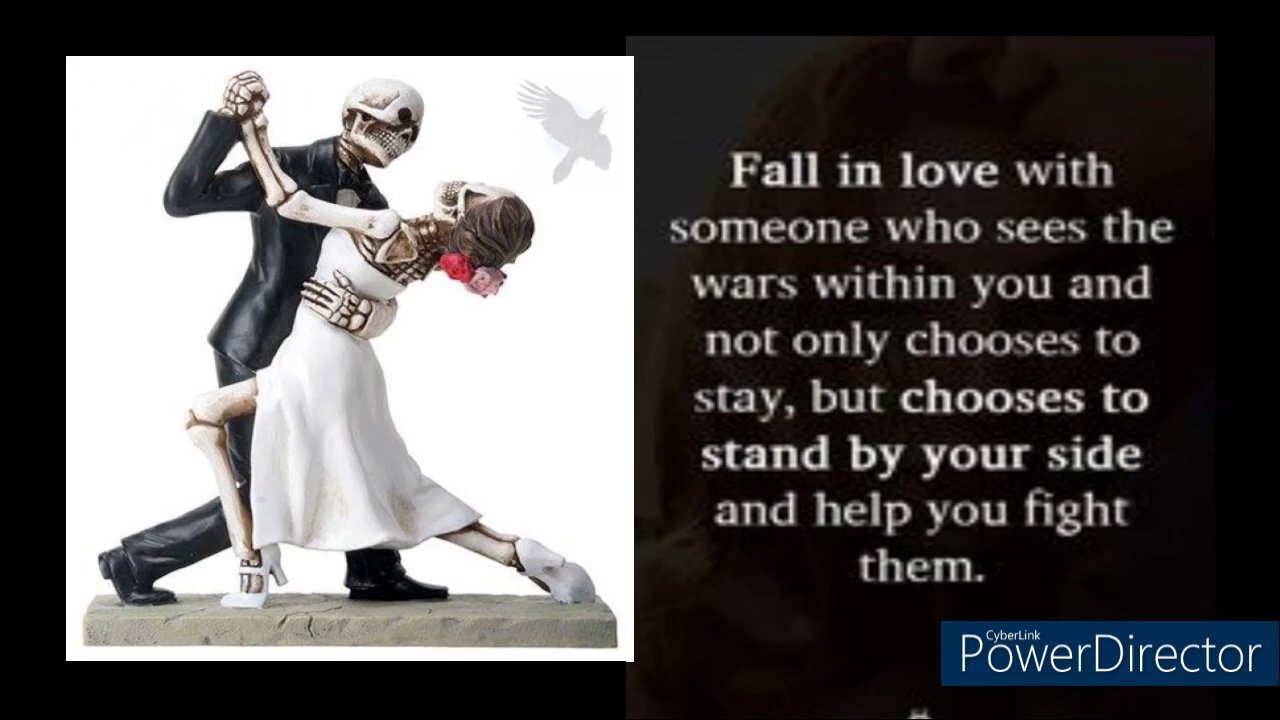 Fall in love with
someone who sees the
wars within you and
not only chooses to
stay, but chooses to
stand by your side
and help you fight
them.
CyberLink
PowerDirector